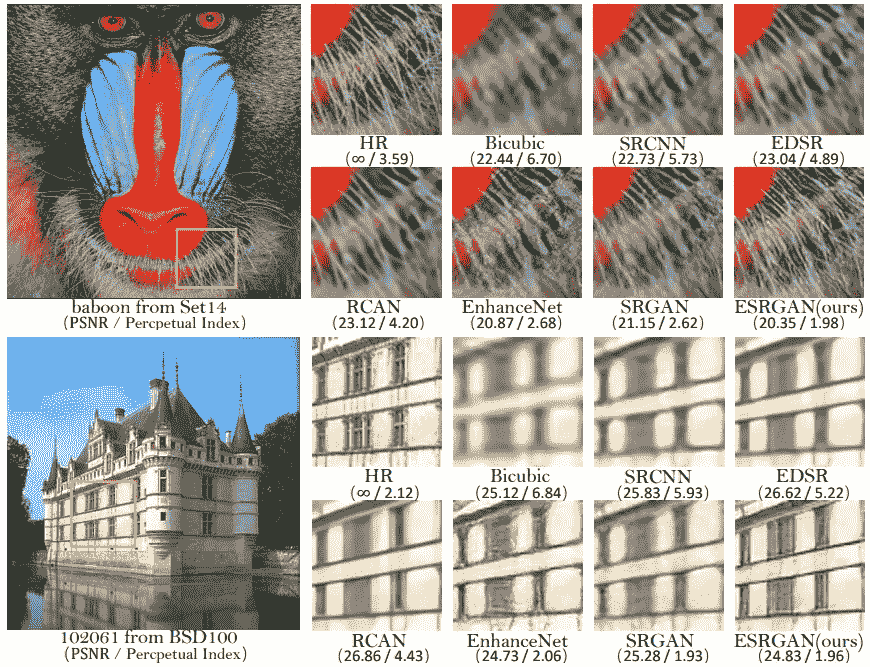 HR
Bicubic
SRCNN
EDSR
(∞ / 3.59)
(22.44 / 6.70)
(22.73 / 5.73)
(23.04 / 4.89)
baboon from Set14
(PSNR / Percpetual Index)
RCAN
EnhanceNet
SRGAN
ESRGAN(ours)
(23.12 / 4.20)
(20.87 / 2.68)
(21.15 / 2.62)
(20.35 / 1.98)
HR
Bicubic
SRCNN
EDSR
(∞ / 2.12)
(25.12 / 6.84)
(25.83 / 5.93)
(26.62 / 5.22)
102061 from BSD100
(PSNR / Percpetual Index)
RCAN
EnhanceNet
SRGAN
ESRGAN(ours)
(26.86 / 4.43)
(24.73 / 2.06)
(25.28 / 1.93)
(24.83 / 1.96)